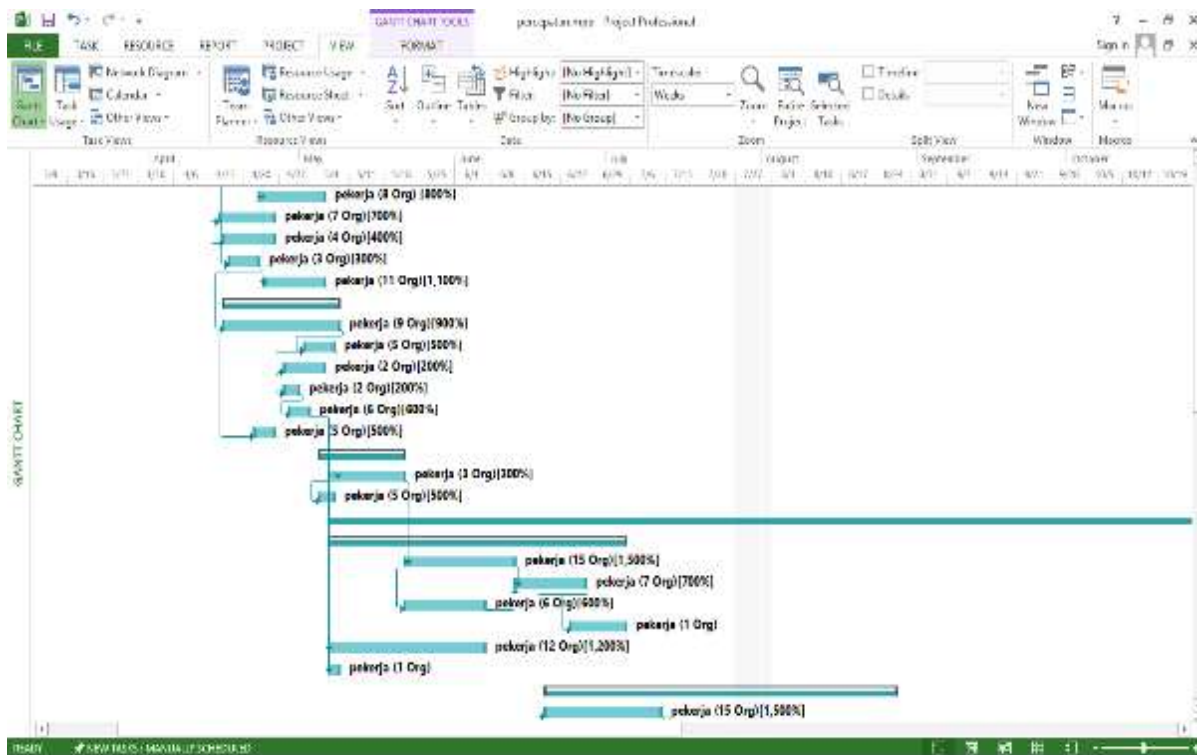 GANTT CHART TOOLS
Project Professional
FILE TASK RESOURCE REPORT PROJECT VIEW FORMAT Sign in
Network Diagram
Calendar
Other Views
Gantt Chart
Task Usage
Team Planner
Resource Usage
Resource Sheet
Other Views
Sort Outline Tables
Highlight: [No Highlight]
Filter: [No Filter]
Group by: [No Group]
Timescale:
Weeks
Zoom Entire Project Selected Tasks
Timeline
Details
New Window
Macros
Task Views Resource Views Data Zoom Split View Window Macros
April May June July August September October
pekerja (8 Org) [800%]
pekerja (7 Org)[700%]
pekerja (4 Org)[400%]
pekerja (3 Org)[300%]
pekerja (11 Org)[1,100%]
pekerja (9 Org)[900%]
pekerja (5 Org)[500%]
pekerja (2 Org)[200%]
pekerja (2 Org)[200%]
pekerja (6 Org)[600%]
pekerja (5 Org)[500%]
pekerja (3 Org)[300%]
pekerja (5 Org)[500%]
pekerja (15 Org)[1,500%]
pekerja (7 Org)[700%]
pekerja (6 Org)[600%]
pekerja (1 Org)
pekerja (12 Org)[1,200%]
pekerja (1 Org)
pekerja (15 Org)[1,500%]
GANTT CHART
READY NEW TASKS : MANUALLY SCHEDULED